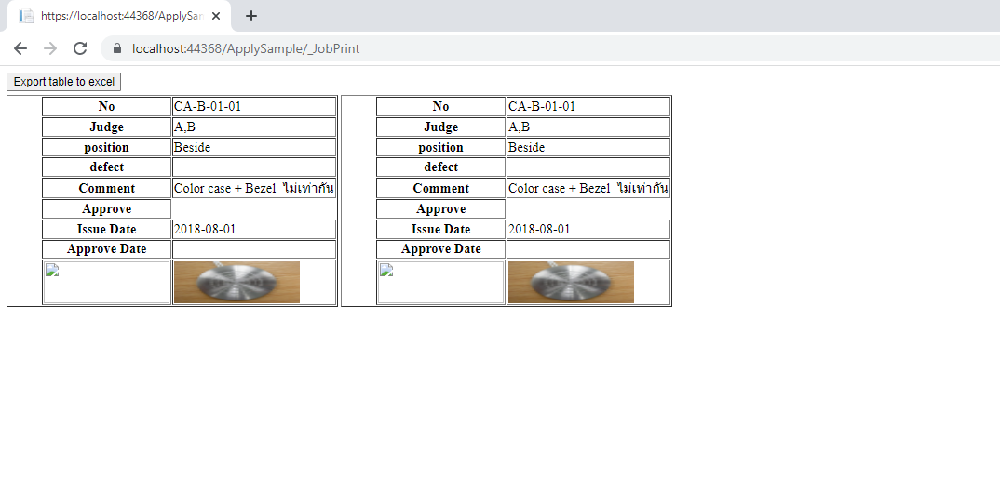 https://localhost:44368/ApplySam
localhost:44368/ApplySample/_JobPrint
Export table to excel
No CA-B-01-01
Judge A,B
position Beside
defect
Comment Color case + Bezel ไม่เท่ากัน
Approve
Issue Date 2018-08-01
Approve Date
No CA-B-01-01
Judge A,B
position Beside
defect
Comment Color case + Bezel ไม่เท่ากัน
Approve
Issue Date 2018-08-01
Approve Date